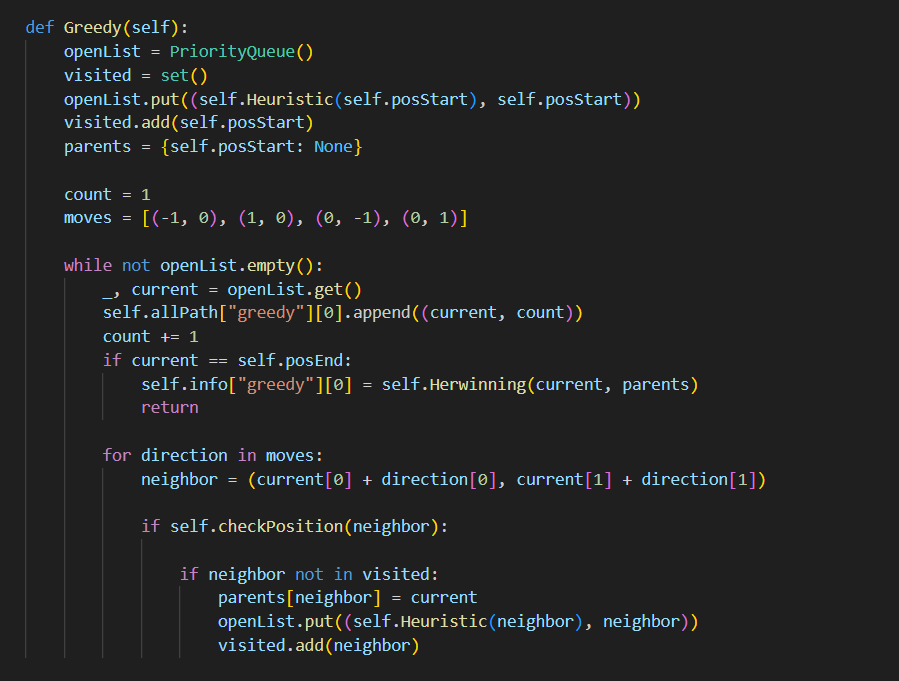 def Greedy(self):
    openList = PriorityQueue()
    visited = set()
    openList.put((self.Heuristic(self.posStart), self.posStart))
    visited.add(self.posStart)
    parents = {self.posStart: None}

    count = 1
    moves = [(-1, 0), (1, 0), (0, -1), (0, 1)]

    while not openList.empty():
        _, current = openList.get()
        self.allPath["greedy"][0].append((current, count))
        count += 1
        if current == self.posEnd:
            self.info["greedy"][0] = self.Herwinning(current, parents)
            return

        for direction in moves:
            neighbor = (current[0] + direction[0], current[1] + direction[1])

            if self.checkPosition(neighbor):

                if neighbor not in visited:
                    parents[neighbor] = current
                    openList.put((self.Heuristic(neighbor), neighbor))
                    visited.add(neighbor)